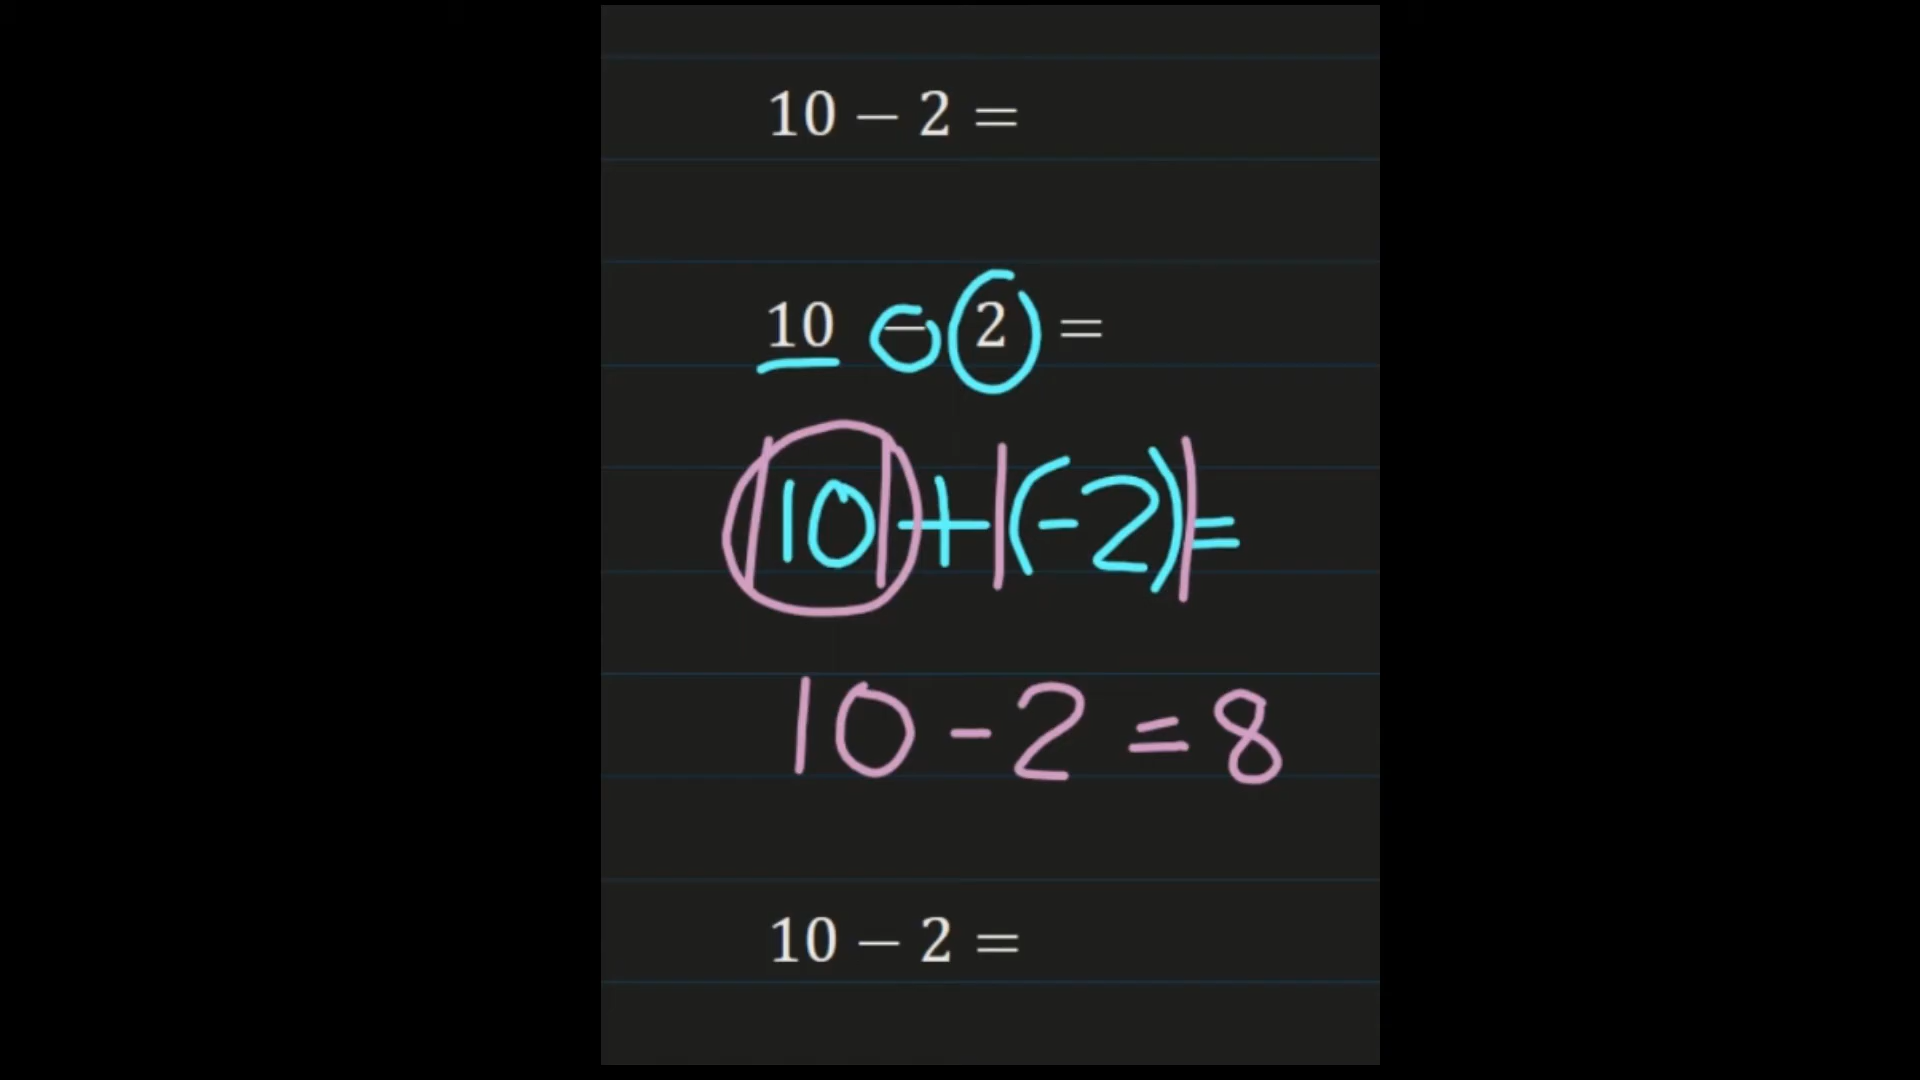 10 − 2 =
10 − 2 =
|10| + |(-2)| =
10 - 2 = 8
10 − 2 =